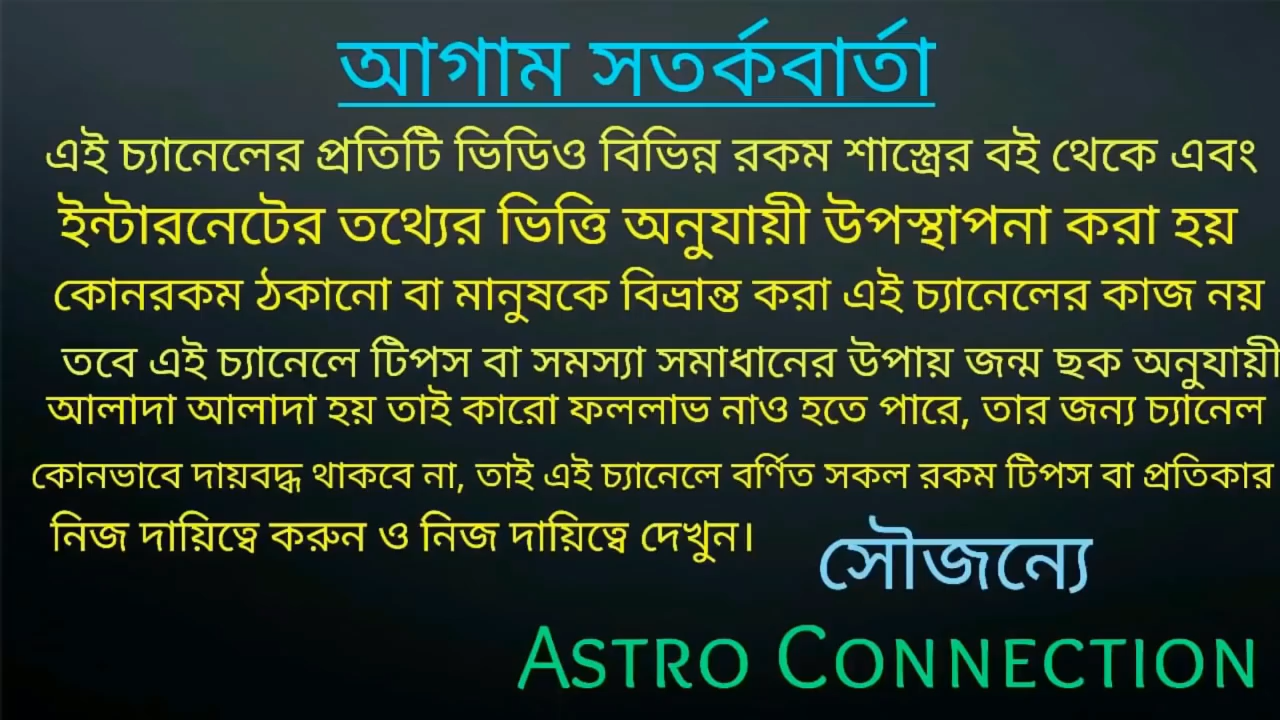 আগাম সতর্কবার্তা
এই চ্যানেলের প্রতিটি ভিডিও বিভিন্ন রকম শাস্ত্রের বই থেকে এবং
ইন্টারনেটের তথ্যের ভিত্তি অনুযায়ী উপস্থাপনা করা হয়
কোনরকম ঠকানো বা মানুষকে বিভ্রান্ত করা এই চ্যানেলের কাজ নয়
তবে এই চ্যানেলে টিপস বা সমস্যা সমাধানের উপায় জন্ম ছক অনুযায়ী
আলাদা আলাদা হয় তাই কারো ফললাভ নাও হতে পারে, তার জন্য চ্যানেল
কোনভাবে দায়বদ্ধ থাকবে না, তাই এই চ্যানেলে বর্ণিত সকল রকম টিপস বা প্রতিকার
নিজ দায়িত্বে করুন ও নিজ দায়িত্বে দেখুন।
সৌজন্যে
ASTRO CONNECTION